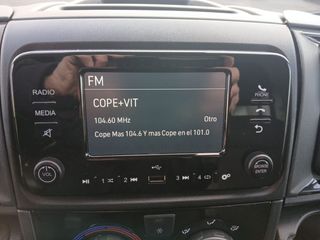 FM
RADIO
COPE+VIT
PHONE
MEDIA
104.60 MHz
Otro
Cope Mas 104.6 Y mas Cope en el 101.0
VOL
1
2
3
4
BROWSE
ENTER